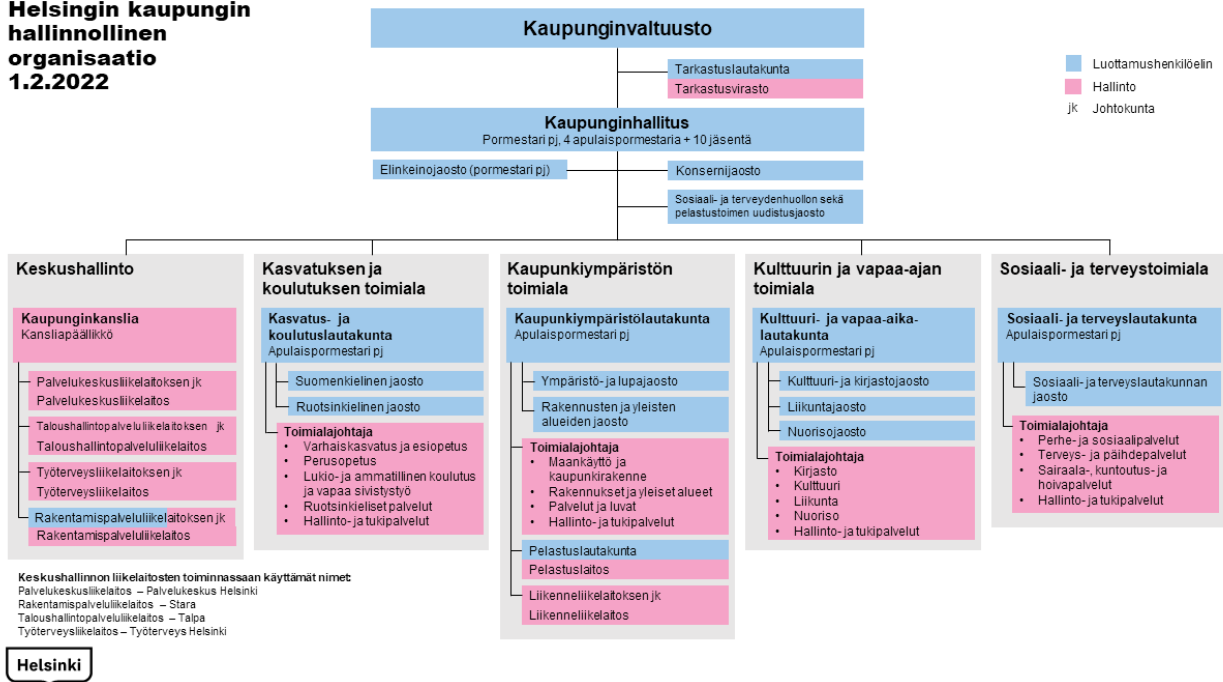 Helsingin kaupungin
hallinnollinen
organisaatio
1.2.2022
Kaupunginvaltuusto
Tarkastuslautakunta
Tarkastusvirasto
Luottamushenkilöelin
Hallinto
jk Johtokunta
Kaupunginhallitus
Pormestari pj, 4 apulaispormestaria + 10 jäsentä
Elinkeinojaosto (pormestari pj)
Konsernijaosto
Sosiaali- ja terveydenhuollon sekä
pelastustoimen uudistusjaosto
Keskushallinto
Kaupunginkanslia
Kansliapäällikkö
Palvelukeskusliikelaitoksen jk
Palvelukeskusliikelaitos
Taloushallintopalveluliikelaitoksen jk
Taloushallintopalveluliikelaitos
Työterveysliikelaitoksen jk
Työterveysliikelaitos
Rakentamispalveluliikelaitoksen jk
Rakentamispalveluliikelaitos
Kasvatuksen ja
koulutuksen toimiala
Kasvatus- ja
koulutuslautakunta
Apulaispormestari pj
Suomenkielinen jaosto
Ruotsinkielinen jaosto
Toimialajohtaja
• Varhaiskasvatus ja esiopetus
• Perusopetus
• Lukio- ja ammatillinen koulutus
ja vapaa sivistystyö
• Ruotsinkieliset palvelut
• Hallinto- ja tukipalvelut
Kaupunkiympäristön
toimiala
Kaupunkiympäristölautakunta
Apulaispormestari pj
Ympäristö- ja lupajaosto
Rakennusten ja yleisten
alueiden jaosto
Toimialajohtaja
• Maankäyttö ja
kaupunkirakenne
• Rakennukset ja yleiset alueet
• Palvelut ja luvat
• Hallinto- ja tukipalvelut
Pelastuslautakunta
Pelastuslaitos
Liikenneliikelaitoksen jk
Liikenneliikelaitos
Kulttuurin ja vapaa-ajan
toimiala
Kulttuuri- ja vapaa-aika-
lautakunta
Apulaispormestari pj
Kulttuuri- ja kirjastojaosto
Liikuntajaosto
Nuorisojaosto
Toimialajohtaja
• Kirjasto
• Kulttuuri
• Liikunta
• Nuoriso
• Hallinto- ja tukipalvelut
Sosiaali- ja terveystoimiala
Sosiaali- ja terveyslautakunta
Apulaispormestari pj
Sosiaali- ja terveyslautakunnan
jaosto
Toimialajohtaja
• Perhe- ja sosiaalipalvelut
• Terveys- ja päihdepalvelut
• Sairaala-, kuntoutus- ja
hoivapalvelut
• Hallinto- ja tukipalvelut
Keskushallinnon liikelaitosten toiminnassaan käyttämät nimet:
Palvelukeskusliikelaitos – Palvelukeskus Helsinki
Rakentamispalveluliikelaitos – Stara
Taloushallintopalveluliikelaitos – Talpa
Työterveysliikelaitos – Työterveys Helsinki
Helsinki